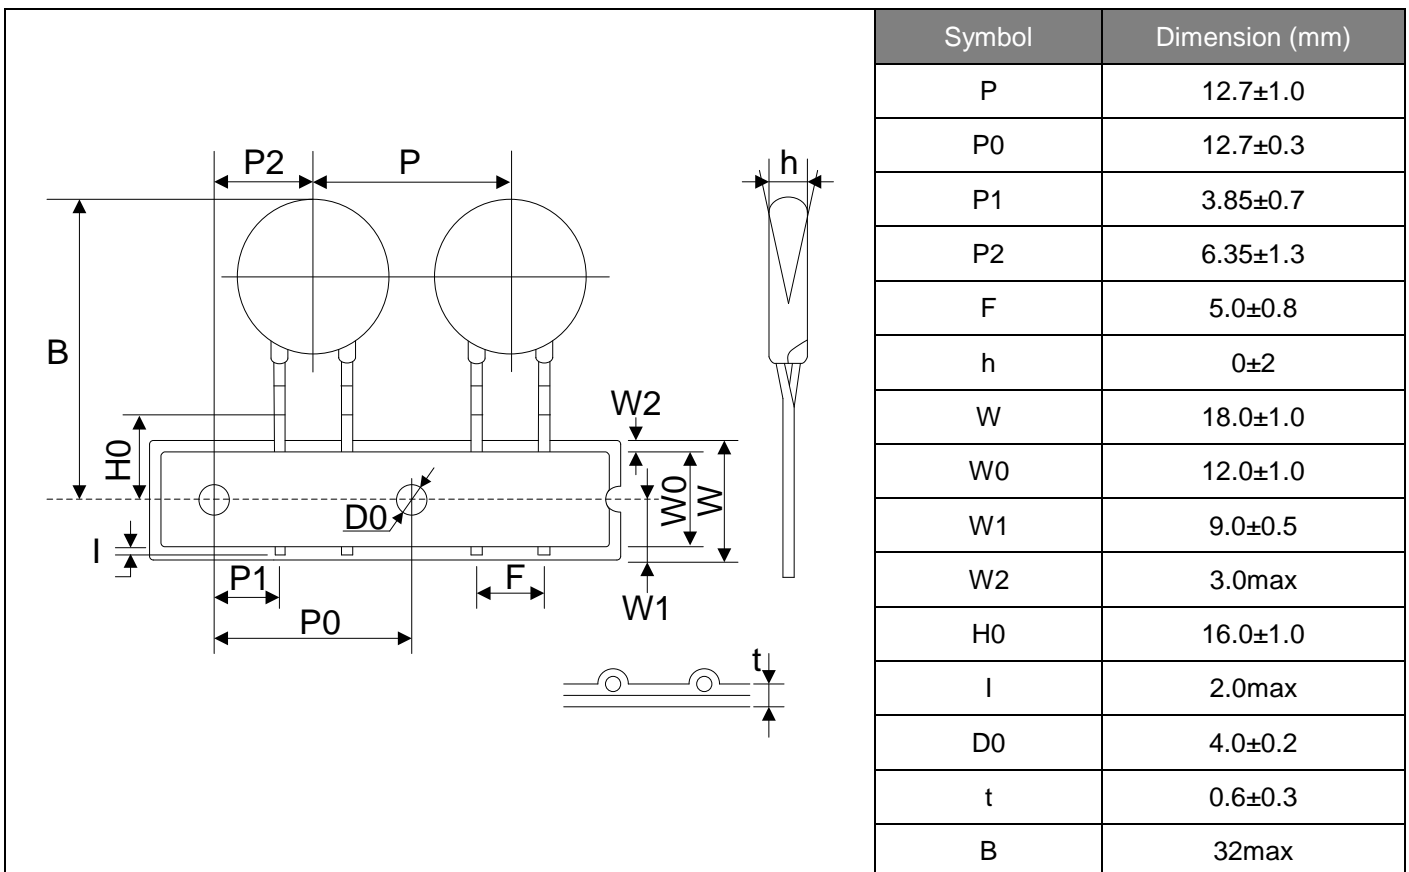 P2 P h
B
W2
H0
W0 W
D0
I
P1 F
W1
P0
t
Symbol Dimension (mm)
P 12.7±1.0
P0 12.7±0.3
P1 3.85±0.7
P2 6.35±1.3
F 5.0±0.8
h 0±2
W 18.0±1.0
W0 12.0±1.0
W1 9.0±0.5
W2 3.0max
H0 16.0±1.0
I 2.0max
D0 4.0±0.2
t 0.6±0.3
B 32max